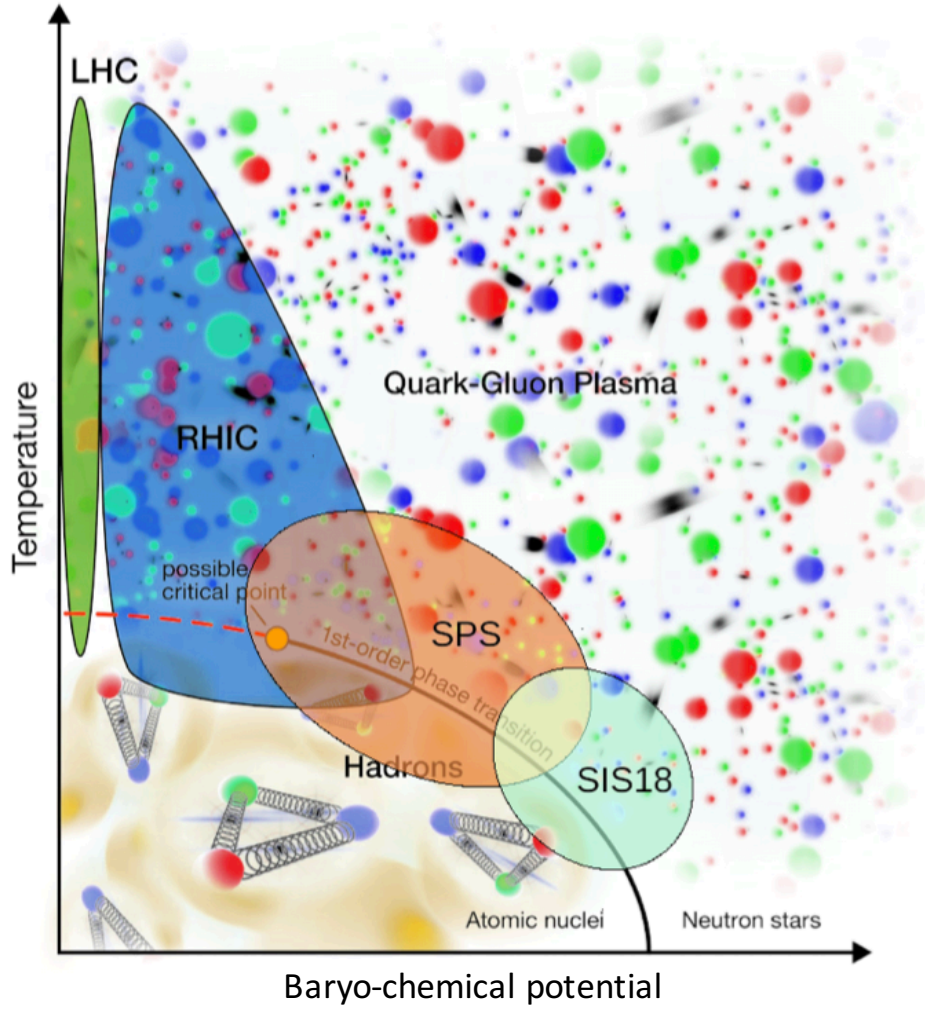 LHC
Quark-Gluon Plasma
RHIC
Temperature
possible
critical point
SPS
1st-order phase transition
Hadrons
SIS18
Atomic nuclei
Neutron stars
Baryo-chemical potential